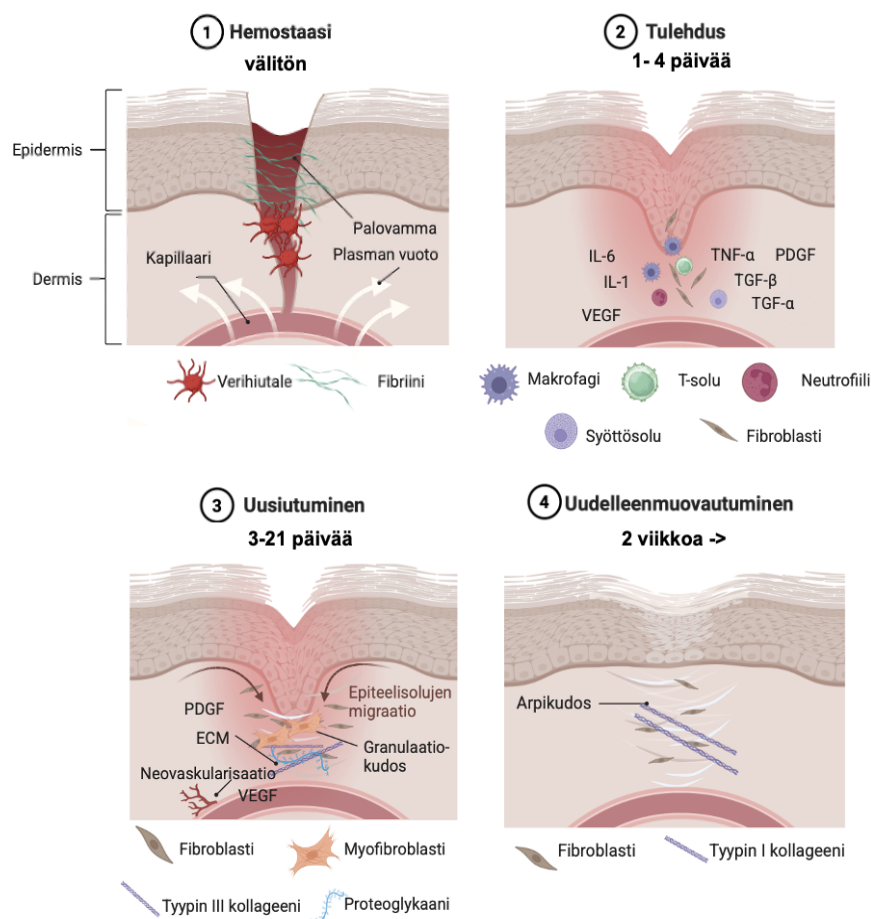 1 Hemostaasi
välitön
Epidermis
Dermis
Palovamma
Plasman vuoto
Kapillaari
Verihiutale
Fibriini
2 Tulehdus
1- 4 päivää
IL-6
TNF-α
PDGF
IL-1
TGF-β
TGF-α
VEGF
Makrofagi
T-solu
Neutrofiili
Syöttösolu
Fibroblasti
3 Uusiutuminen
3-21 päivää
Epiteelisolujen
migraatio
PDGF
ECM
Granulaatio-
kudos
Neovaskularisaatio
VEGF
Fibroblasti
Myofibroblasti
Tyypin III kollageeni
Proteoglykaani
4 Uudelleenmuovautuminen
2 viikkoa ->
Arpikudos
Fibroblasti
Tyypin I kollageeni